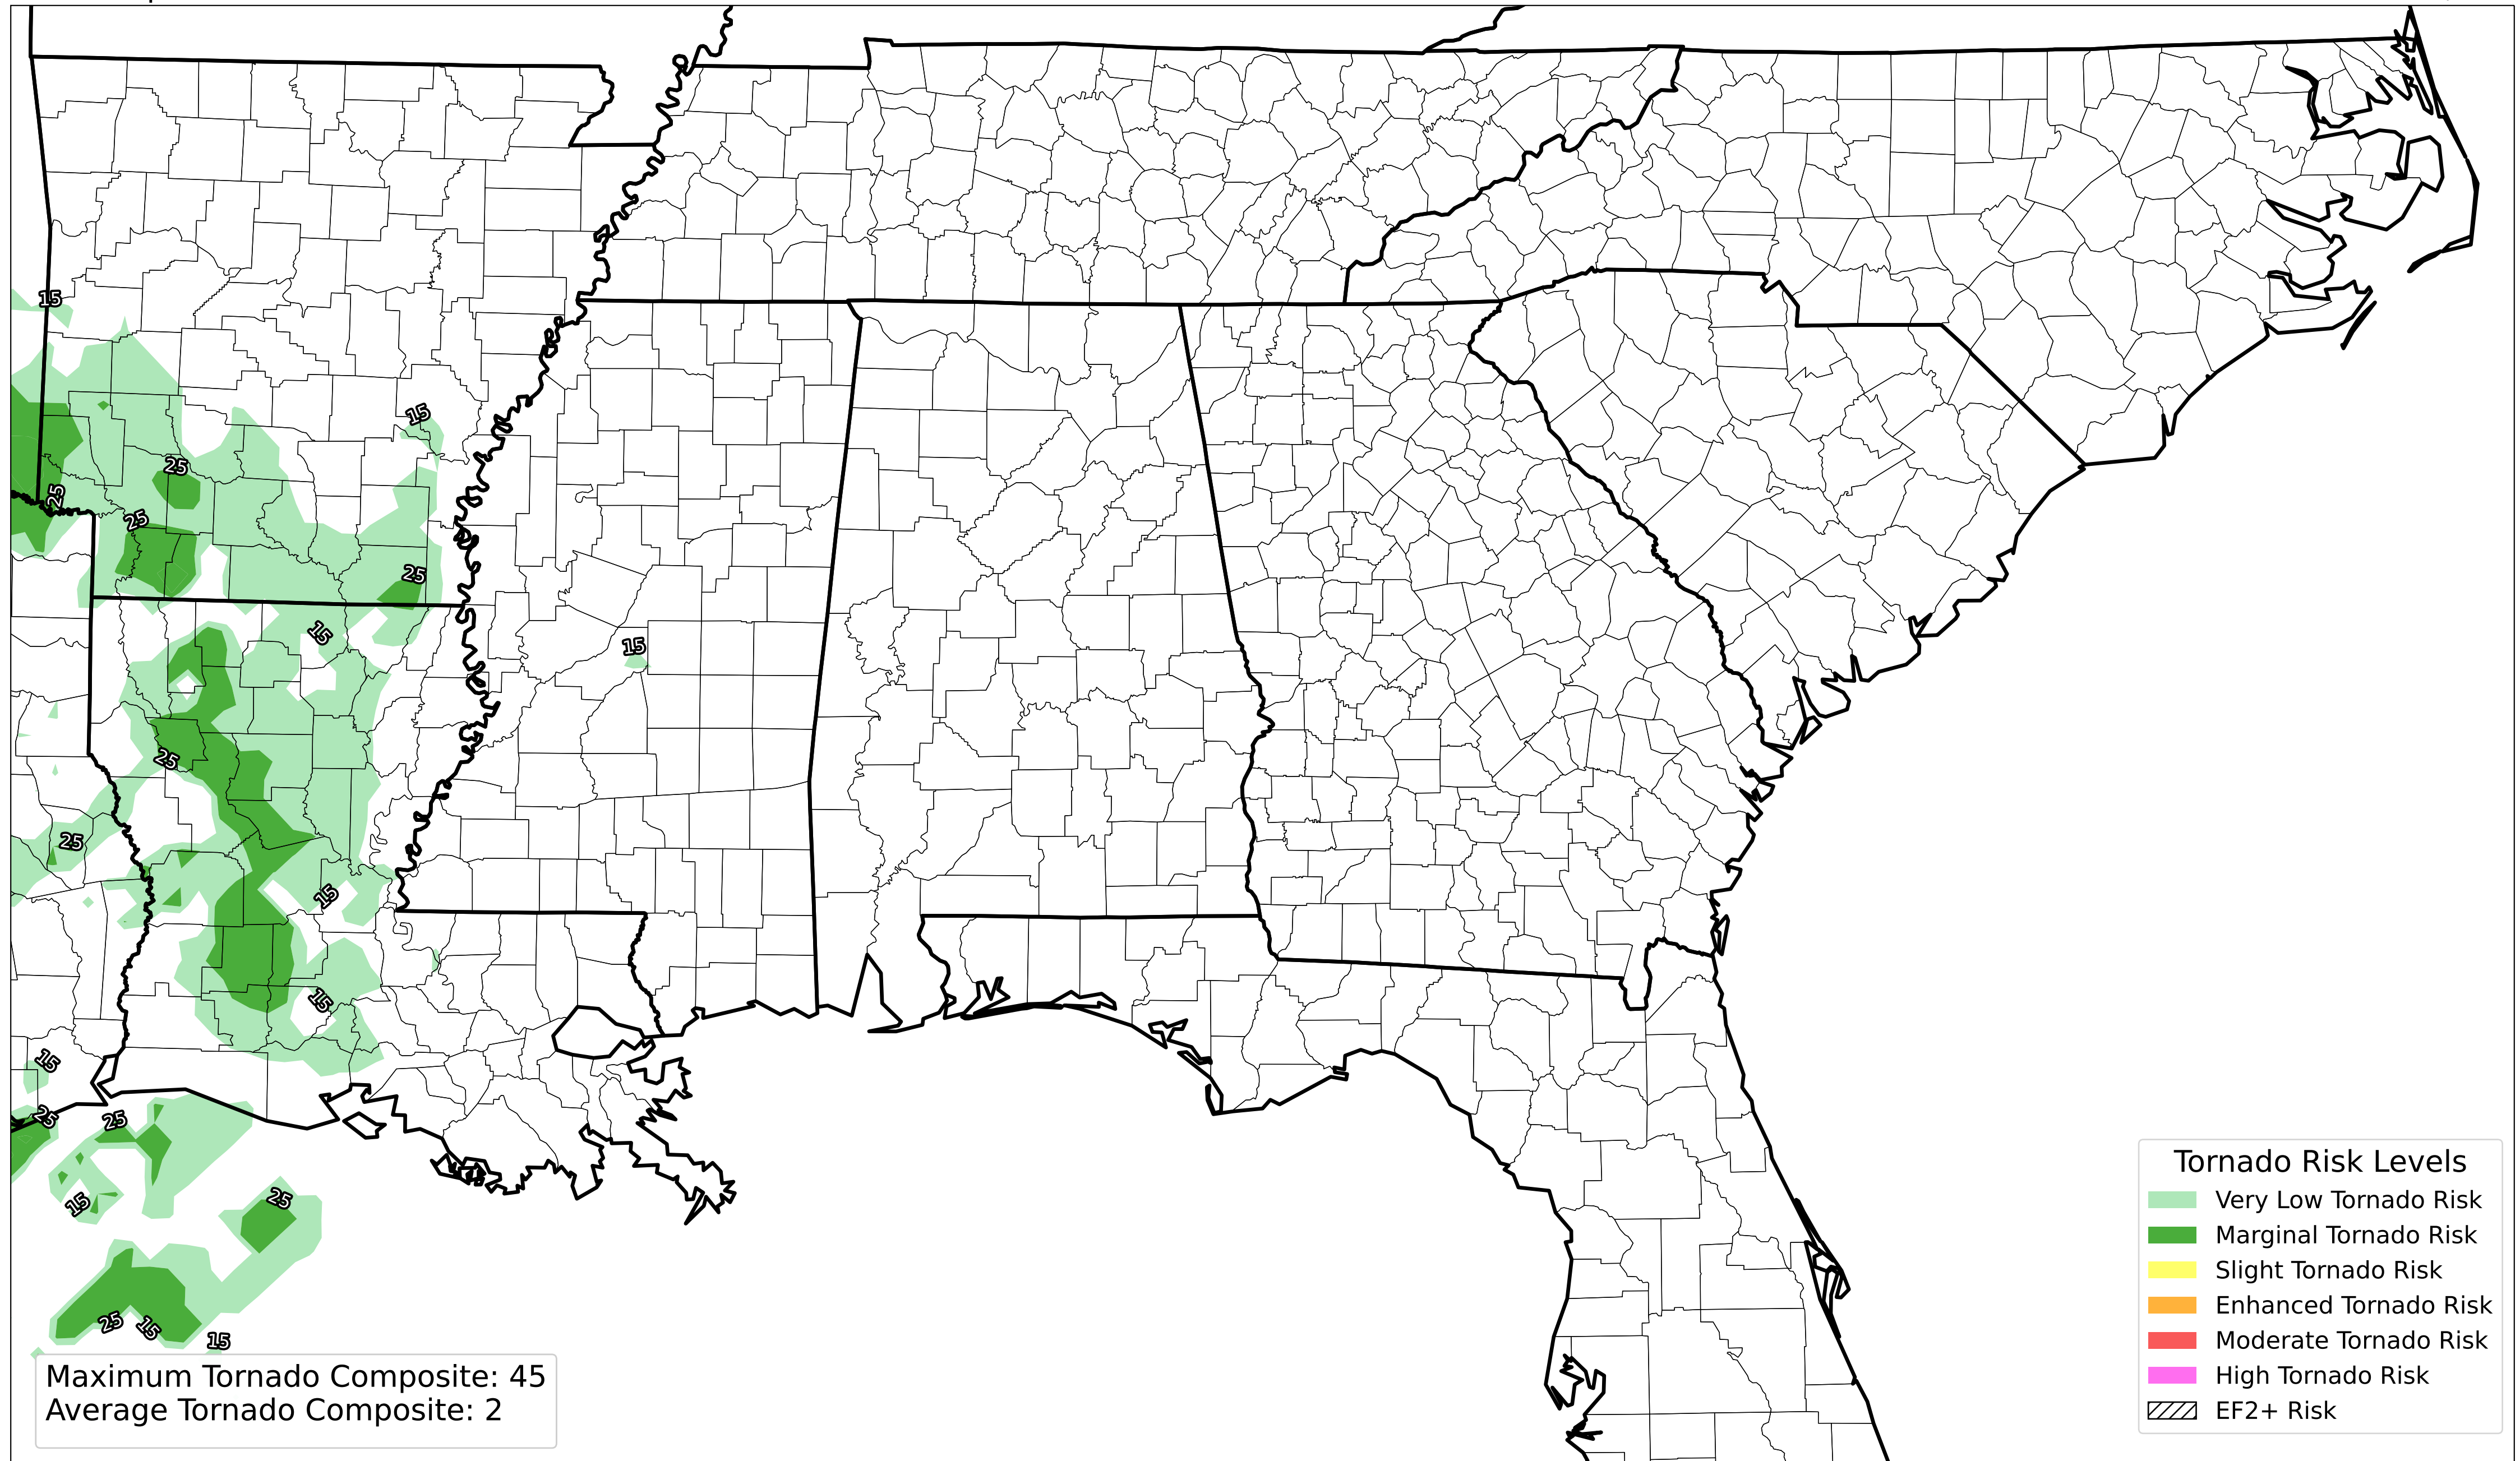 15
15
25
25
25
25
15
15
25
25
15
15
15
25
25
15
25
25
15
15
Maximum Tornado Composite: 45
Average Tornado Composite: 2
Tornado Risk Levels
Very Low Tornado Risk
Marginal Tornado Risk
Slight Tornado Risk
Enhanced Tornado Risk
Moderate Tornado Risk
High Tornado Risk
EF2+ Risk